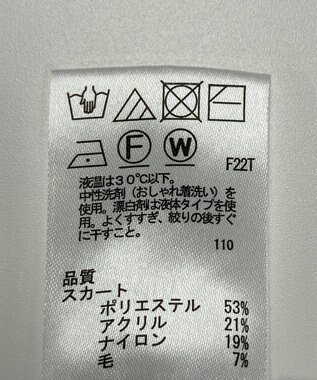 F W
F22T
液温は30℃以下。
中性洗剤（おしゃれ着洗い）を
使用。漂白剤は液体タイプを使
用。よくすすぎ、絞りの後すぐ
に干すこと。
110
品質
スカート
ポリエステル 53%
アクリル 21%
ナイロン 19%
毛 7%